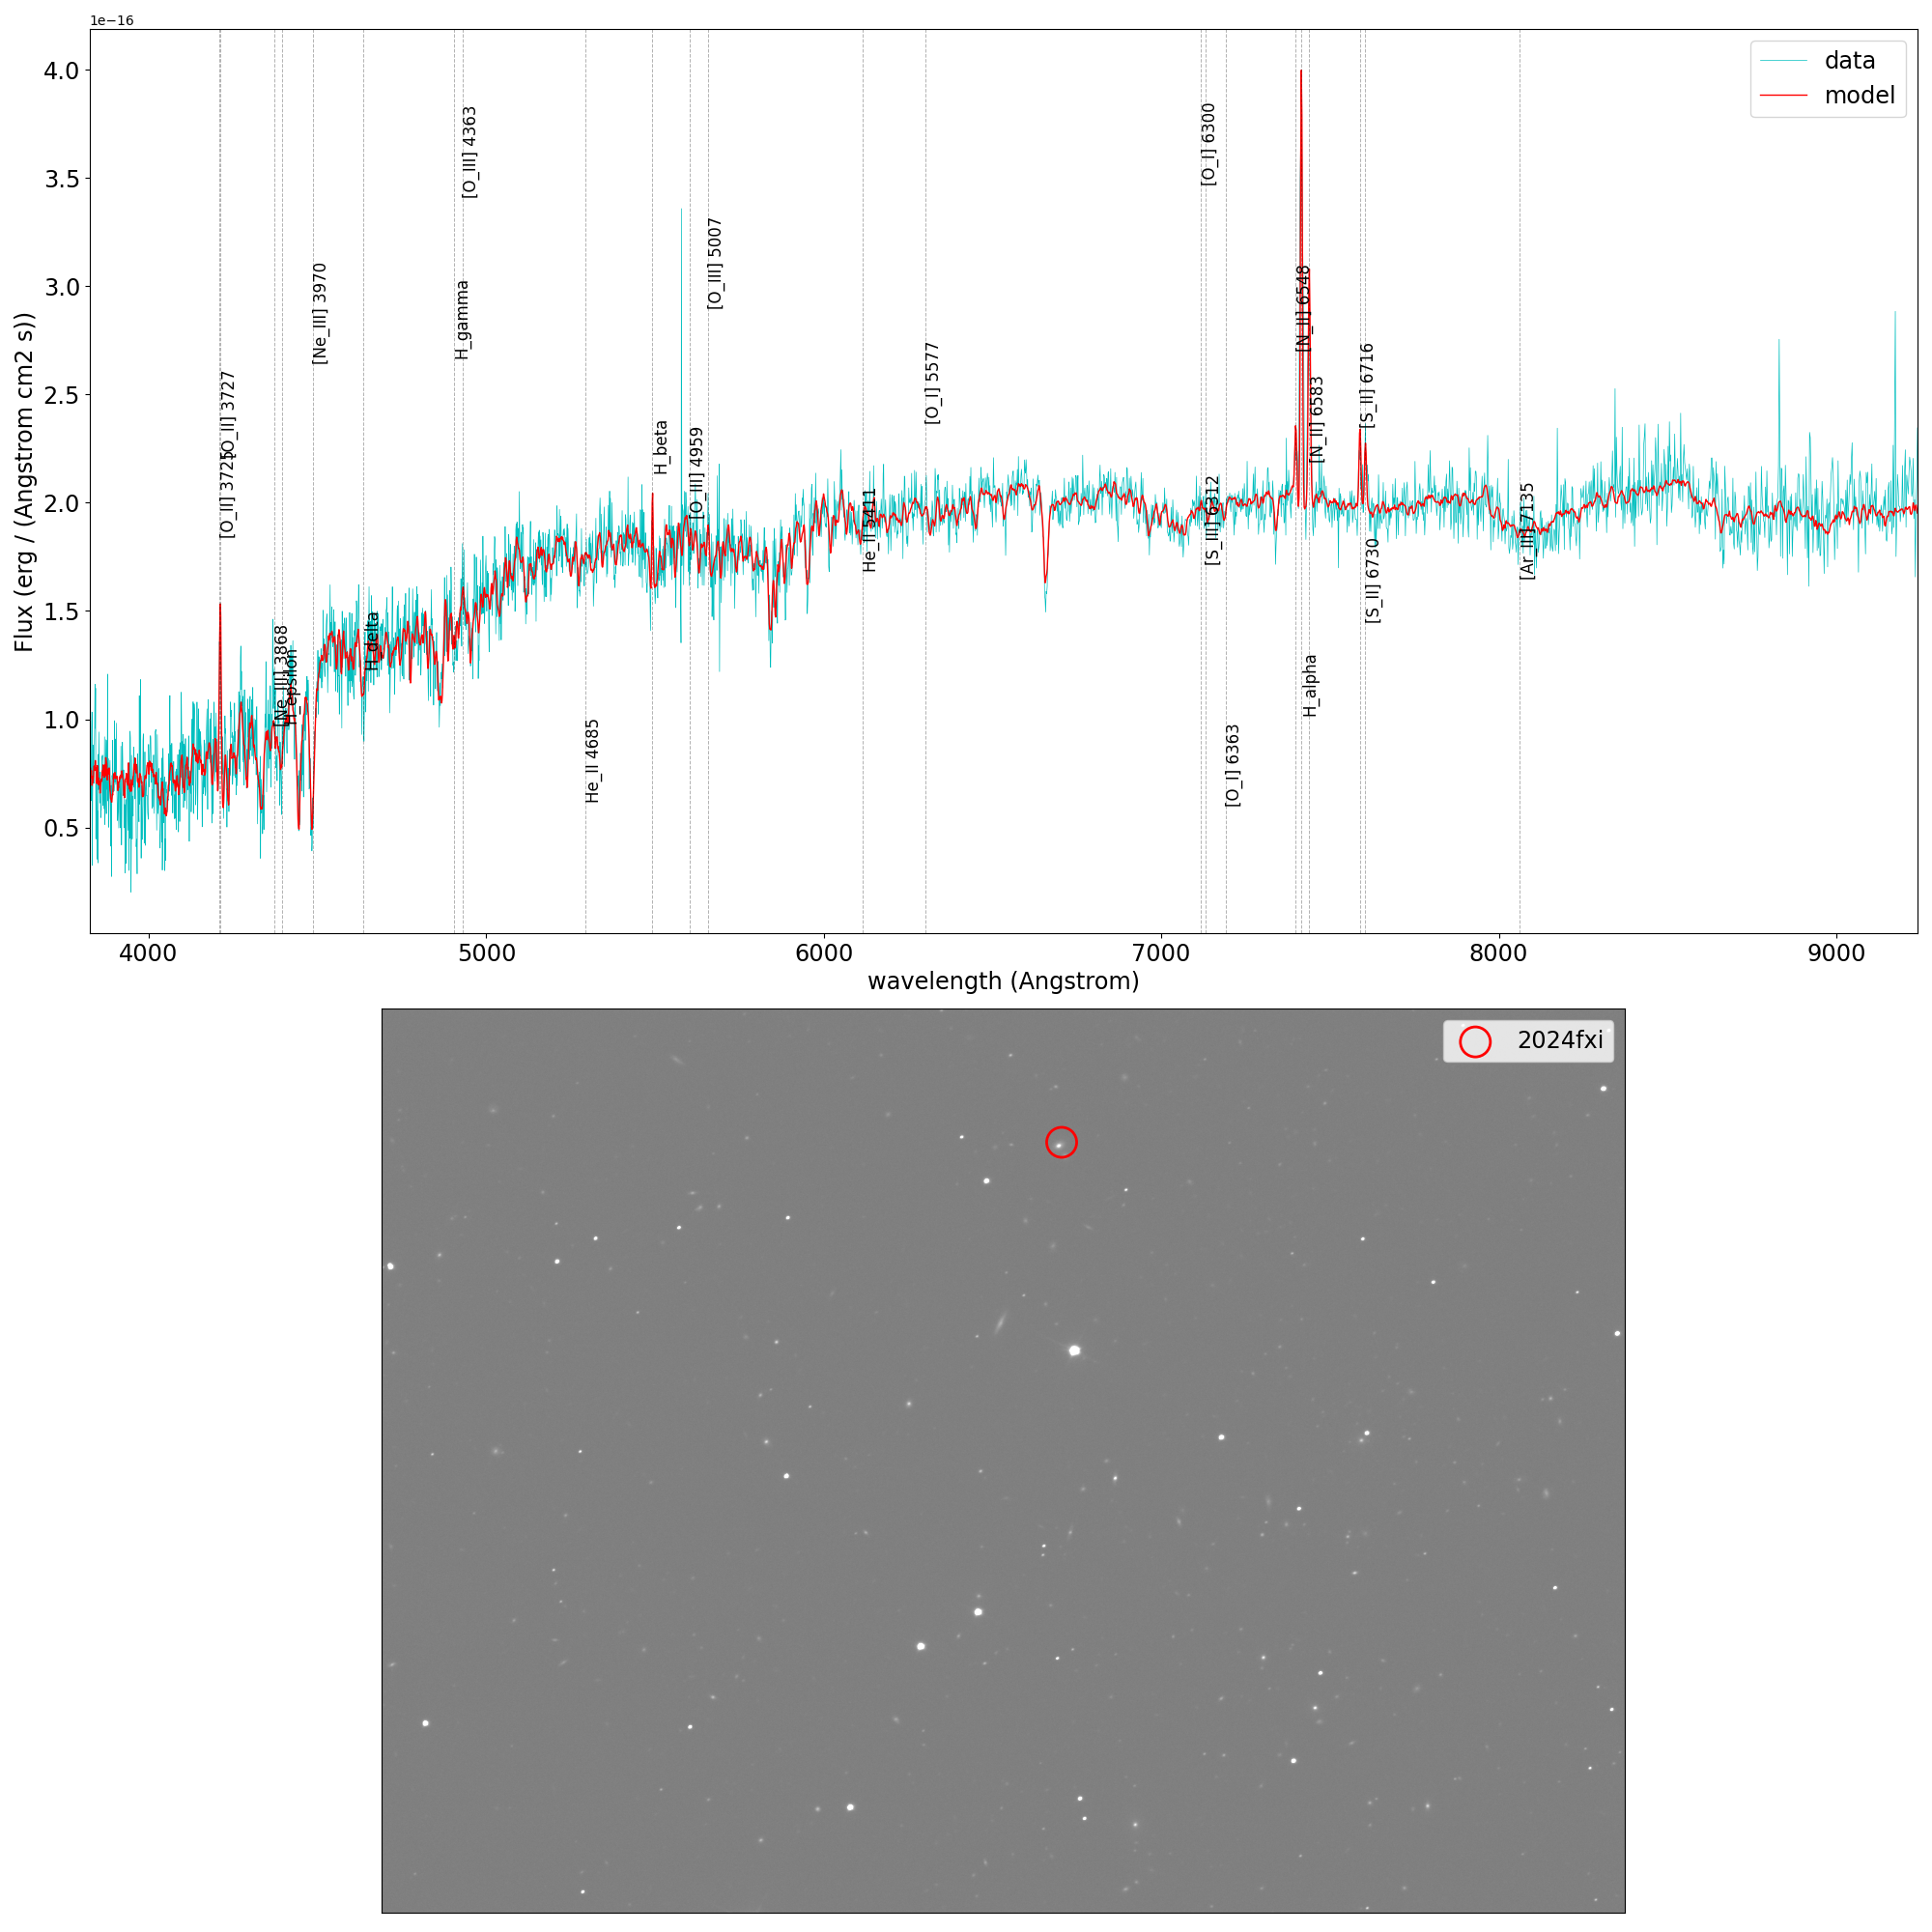 1e−16
data
model
4.0
3.5
3.0
2.5
2.0
1.5
1.0
0.5
Flux (erg / (Angstrom cm2 s))
[O_II] 3725
[O_II] 3727
[Ne_III] 3868
H_epsilon
[Ne_III] 3970
H_delta
H_gamma
[O_III] 4363
He_II 4685
H_beta
[O_III] 4959
[O_III] 5007
He_II 5411
[O_I] 5577
[O_I] 6300
[S_III] 6312
[O_I] 6363
[N_II] 6548
H_alpha
[N_II] 6583
[S_II] 6716
[S_II] 6730
[Ar_III] 7135
4000 5000 6000 7000 8000 9000
wavelength (Angstrom)
2024fxi